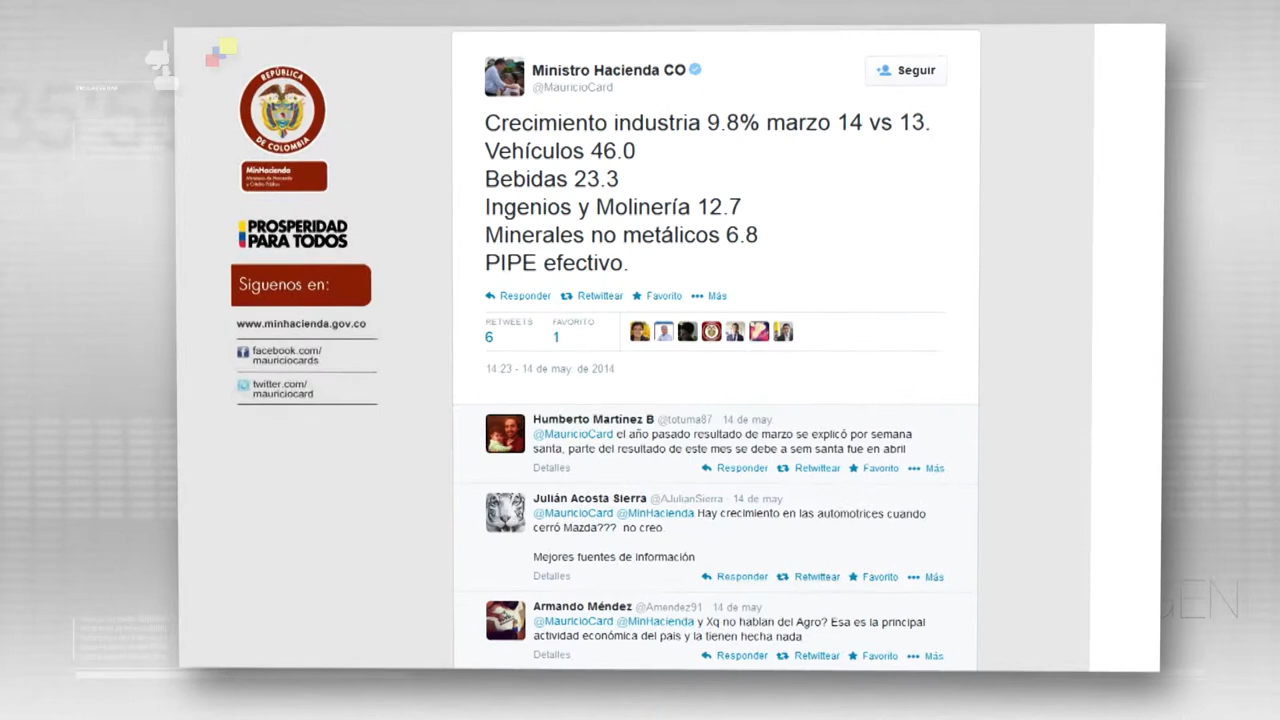 REPÚBLICA
DE COLOMBIA
MinHacienda
Ministerio de Hacienda
y Crédito Público
PROSPERIDAD
PARA TODOS
Síguenos en:
www.minhacienda.gov.co
facebook.com/
mauriciocards
twitter.com/
mauriciocard
Ministro Hacienda CO
@MauricioCard
Seguir
Crecimiento industria 9.8% marzo 14 vs 13.
Vehículos 46.0
Bebidas 23.3
Ingenios y Molinería 12.7
Minerales no metálicos 6.8
PIPE efectivo.
Responder Retwittear Favorito Más
RETWEETS FAVORITO
6 1
14:23 - 14 de may. de 2014
Humberto Martínez B @totuma87 14 de may
@MauricioCard el año pasado resultado de marzo se explicó por semana
santa, parte del resultado de este mes se debe a sem santa fue en abril
Detalles Responder Retwittear Favorito Más
Julián Acosta Sierra @AJulianSierra · 14 de may
@MauricioCard @MinHacienda Hay crecimiento en las automotrices cuando
cerró Mazda??? no creo.
Mejores fuentes de información
Detalles Responder Retwittear Favorito Más
Armando Méndez @Amendez91 14 de may
@MauricioCard @MinHacienda y Xq no hablan del Agro? Esa es la principal
actividad económica del país y la tienen hecha nada
Detalles Responder Retwittear Favorito Más
GEN